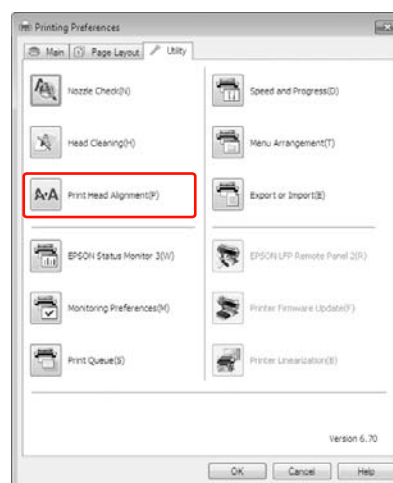 Printing Preferences
Main
Page Layout
Utility
Nozzle Check(N)
Speed and Progress(D)
Head Cleaning(H)
Menu Arrangement(T)
A·A
Print Head Alignment(P)
Export or Import(E)
EPSON Status Monitor 3(W)
EPSON LFP Remote Panel 2(R)
Monitoring Preferences(M)
Printer Firmware Update(F)
Print Queue(S)
Printer Linearization(B)
Version 6.70
OK
Cancel
Help